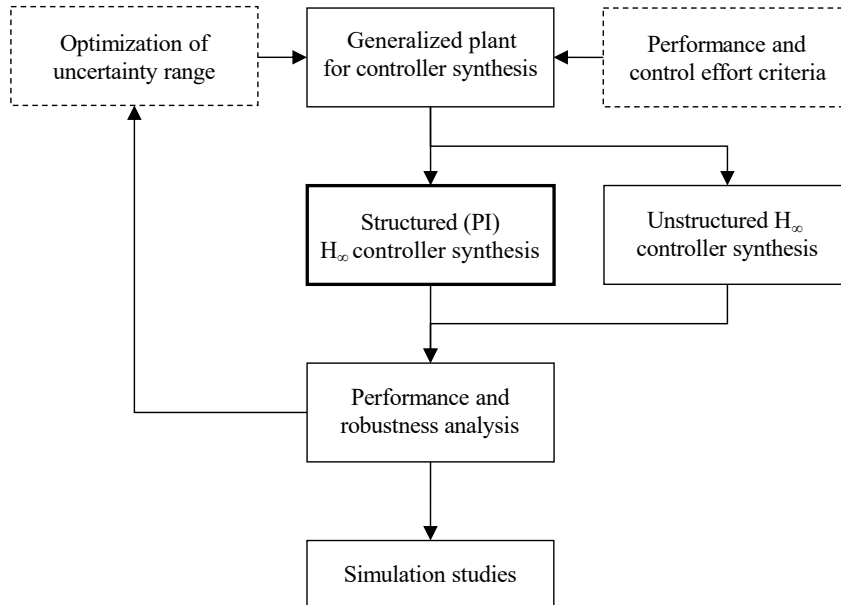 Optimization of
uncertainty range
Generalized plant
for controller synthesis
Performance and
control effort criteria
Structured (PI)
H∞ controller synthesis
Unstructured H∞
controller synthesis
Performance and
robustness analysis
Simulation studies